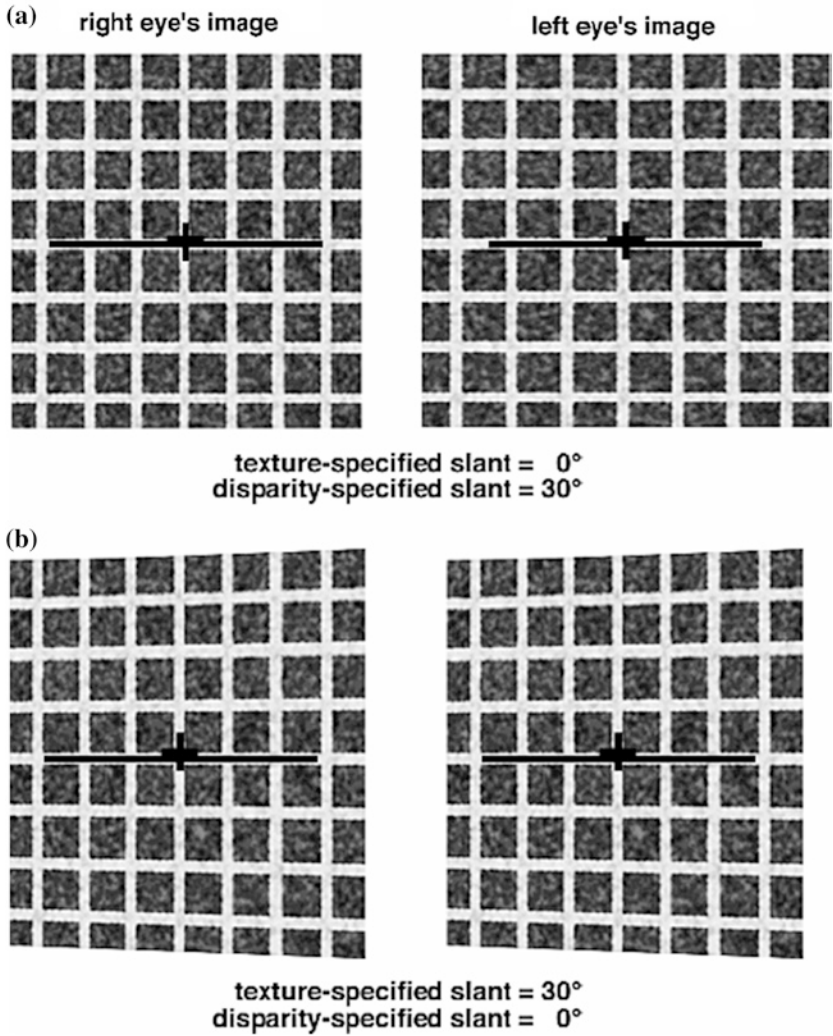 (a)
right eye's image
left eye's image
texture-specified slant = 0°
disparity-specified slant = 30°
(b)
texture-specified slant = 30°
disparity-specified slant = 0°